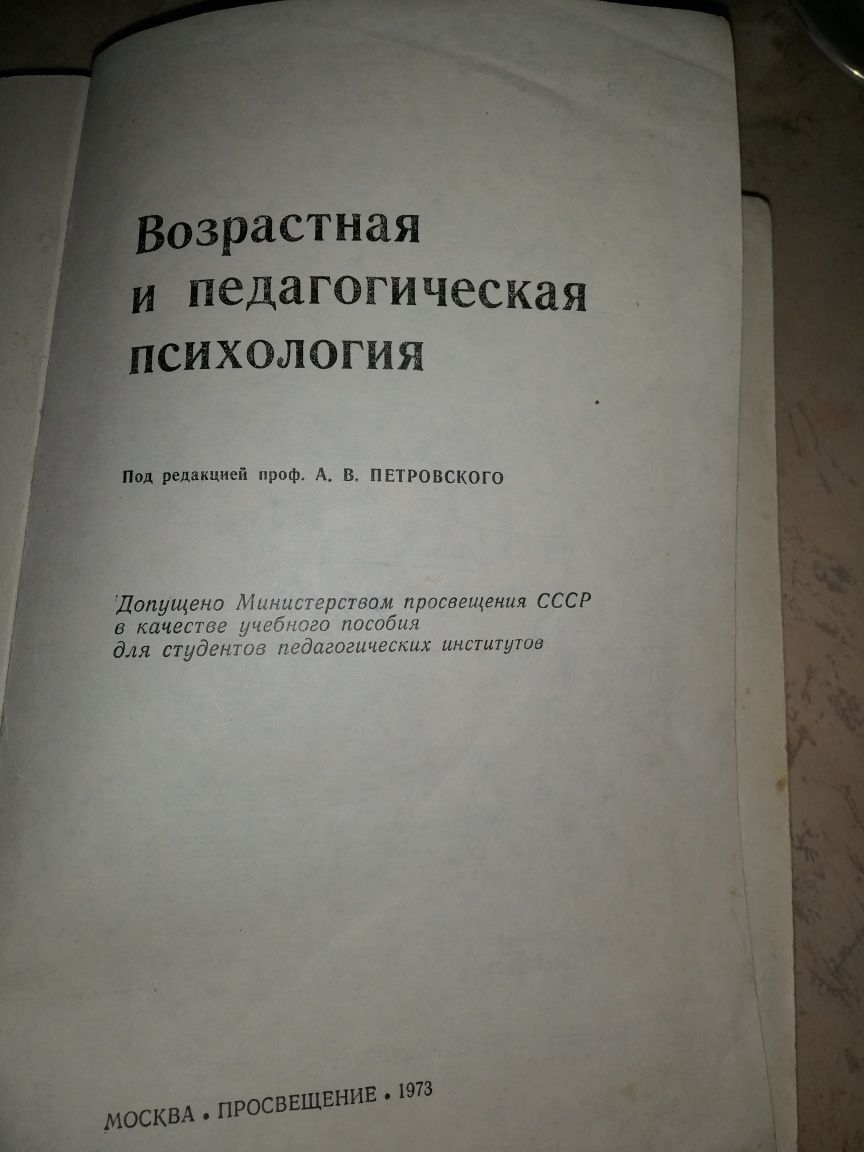 Возрастная
и педагогическая
психология
Под редакцией проф. А. В. ПЕТРОВСКОГО
Допущено Министерством просвещения СССР
в качестве учебного пособия
для студентов педагогических институтов
МОСКВА • ПРОСВЕЩЕНИЕ • 1973